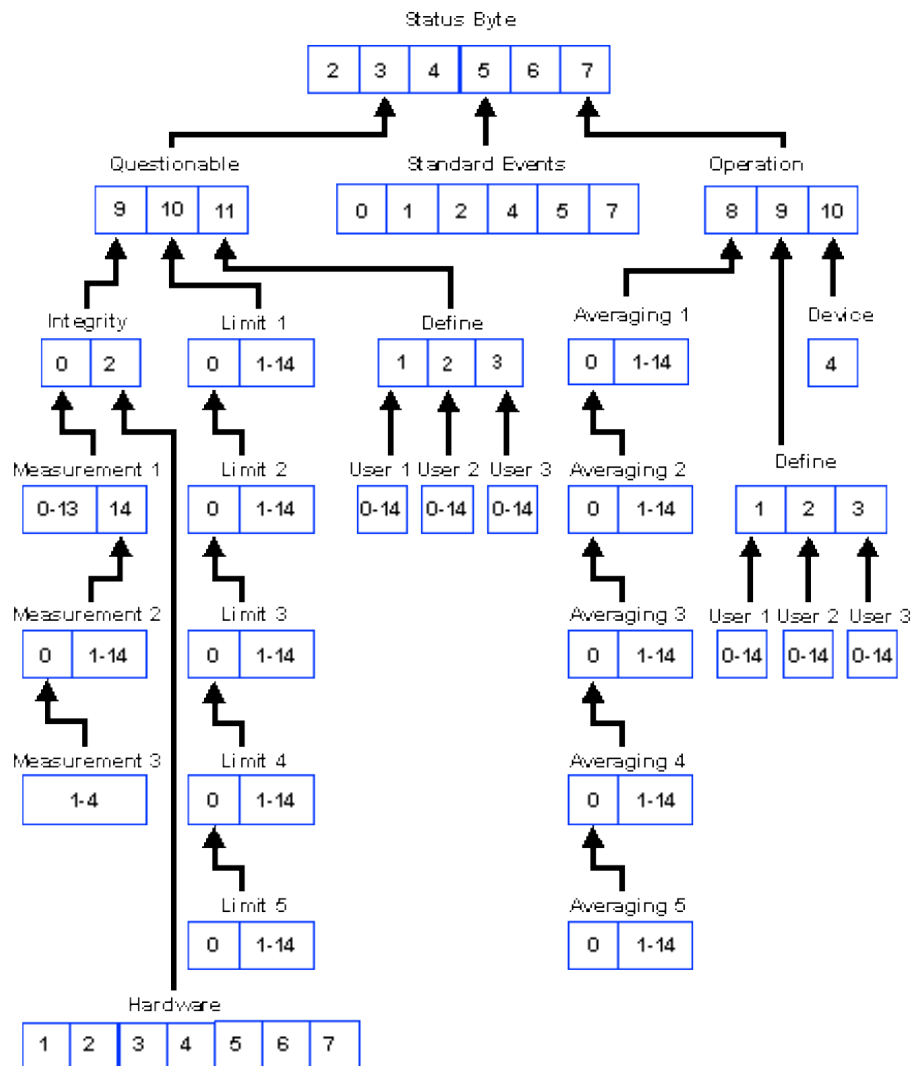 Status Byte
2 3 4 5 6 7
Questionable Standard Events Operation
9 10 11 0 1 2 4 5 7 8 9 10
Integrity Limit 1 Define Averaging 1 Device
0 2 0 1-14 1 2 3 0 1-14 4
Measurement 1 Limit 2 User 1 User 2 User 3 Averaging 2 Define
0-13 14 0 1-14 0-14 0-14 0-14 0 1-14 1 2 3
Measurement 2 Limit 3 Averaging 3 User 1 User 2 User 3
0 1-14 0 1-14 0 1-14 0-14 0-14 0-14
Measurement 3 Limit 4 Averaging 4
1-4 0 1-14 0 1-14
Limit 5 Averaging 5
0 1-14 0 1-14
Hardware
1 2 3 4 5 6 7